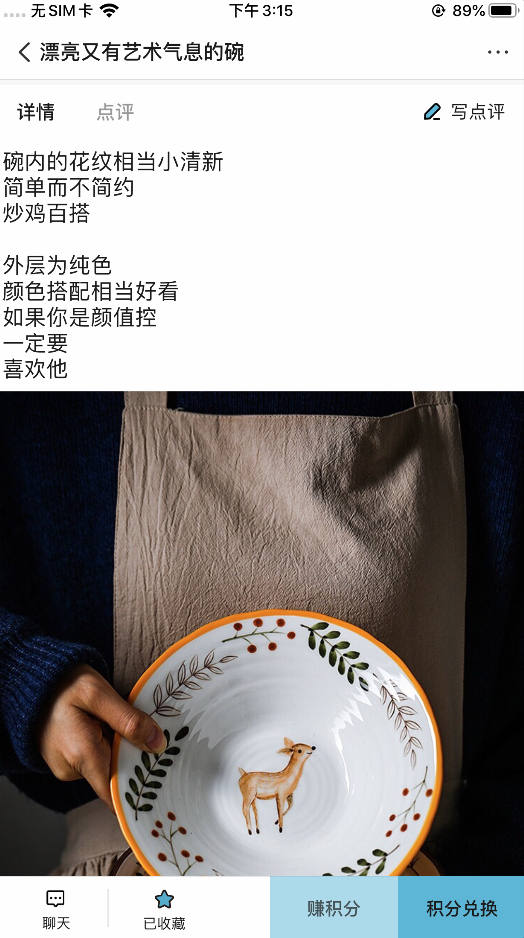 无SIM卡
下午3:15
89%
漂亮又有艺术气息的碗
详情
点评
写点评
碗内的花纹相当小清新
简单而不简约
炒鸡百搭
外层为纯色
颜色搭配相当好看
如果你是颜值控
一定要
喜欢他
聊天
已收藏
赚积分
积分兑换